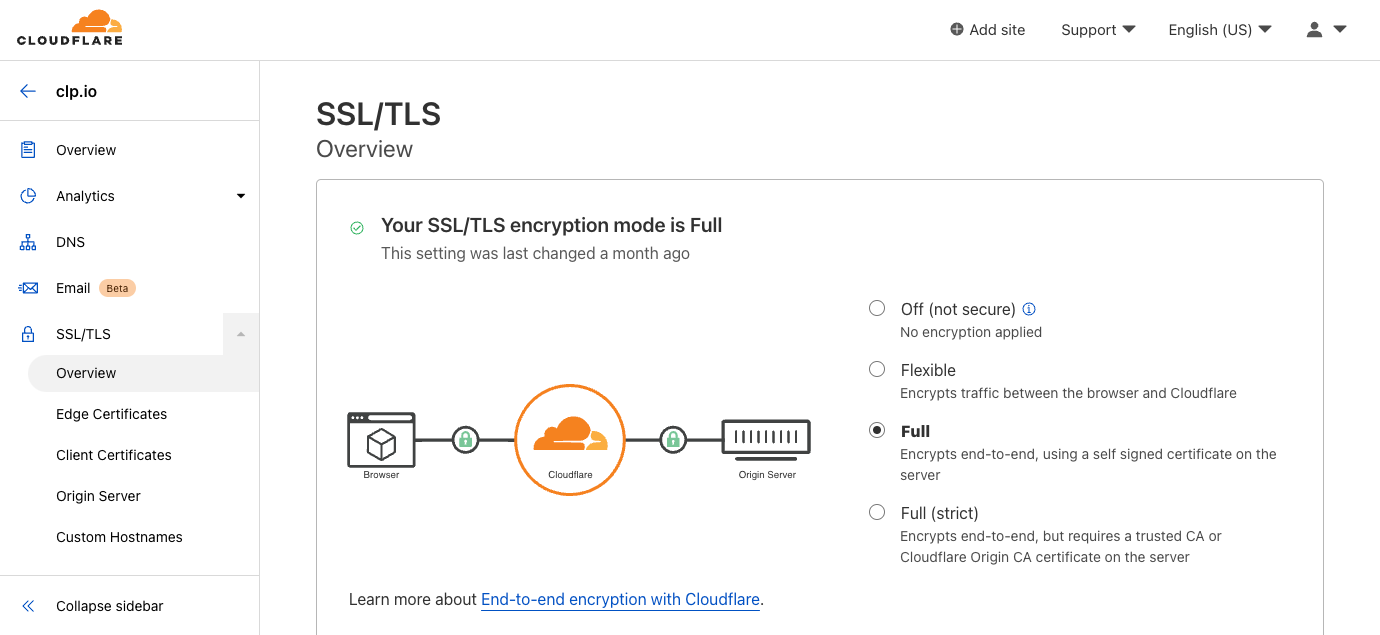 CLOUDFLARE
Add site
Support
English (US)
clp.io
Overview
Analytics
DNS
Email Beta
SSL/TLS
Overview
Edge Certificates
Client Certificates
Origin Server
Custom Hostnames
Collapse sidebar
SSL/TLS
Overview
Your SSL/TLS encryption mode is Full
This setting was last changed a month ago
Browser
Cloudflare
Origin Server
Off (not secure)
No encryption applied
Flexible
Encrypts traffic between the browser and Cloudflare
Full
Encrypts end-to-end, using a self signed certificate on the
server
Full (strict)
Encrypts end-to-end, but requires a trusted CA or
Cloudflare Origin CA certificate on the server
Learn more about End-to-end encryption with Cloudflare.